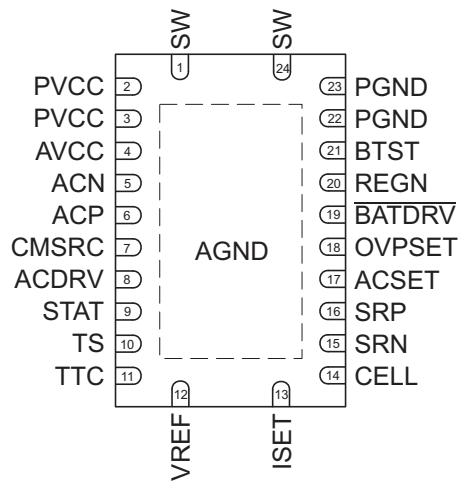 SW SW
PVCC 2 1 24 23 PGND
PVCC 3 22 PGND
AVCC 4 21 BTST
ACN 5 20 REGN
ACP 6 19 BATDRV
CMSRC 7 AGND 18 OVPSET
ACDRV 8 17 ACSET
STAT 9 16 SRP
TS 10 15 SRN
TTC 11 14 CELL
12 13
VREF ISET